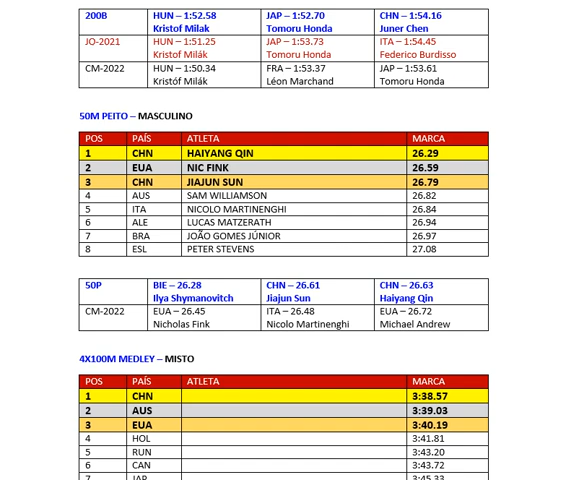 200B HUN – 1:52.58 JAP – 1:52.70 CHN – 1:54.16
Kristof Milak Tomoru Honda Juner Chen
JO-2021 HUN – 1:51.25 JAP – 1:53.73 ITA – 1:54.45
Kristóf Milák Tomoru Honda Federico Burdisso
CM-2022 HUN – 1:50.34 FRA – 1:53.37 JAP – 1:53.61
Kristóf Milák Léon Marchand Tomoru Honda
50M PEITO – MASCULINO
POS PAÍS ATLETA MARCA
1 CHN HAIYANG QIN 26.29
2 EUA NIC FINK 26.59
3 CHN JIAJUN SUN 26.79
4 AUS SAM WILLIAMSON 26.82
5 ITA NICOLO MARTINENGHI 26.84
6 ALE LUCAS MATZERATH 26.94
7 BRA JOÃO GOMES JÚNIOR 26.97
8 ESL PETER STEVENS 27.08
50P BIE – 26.28 CHN – 26.61 CHN – 26.63
Ilya Shymanovitch Jiajun Sun Haiyang Qin
CM-2022 EUA – 26.45 ITA – 26.48 EUA – 26.72
Nicholas Fink Nicolo Martinenghi Michael Andrew
4X100M MEDLEY – MISTO
POS PAÍS ATLETA MARCA
1 CHN 3:38.57
2 AUS 3:39.03
3 EUA 3:40.19
4 HOL 3:41.81
5 RUN 3:43.20
6 CAN 3:43.72
7 JAP 3:45.33